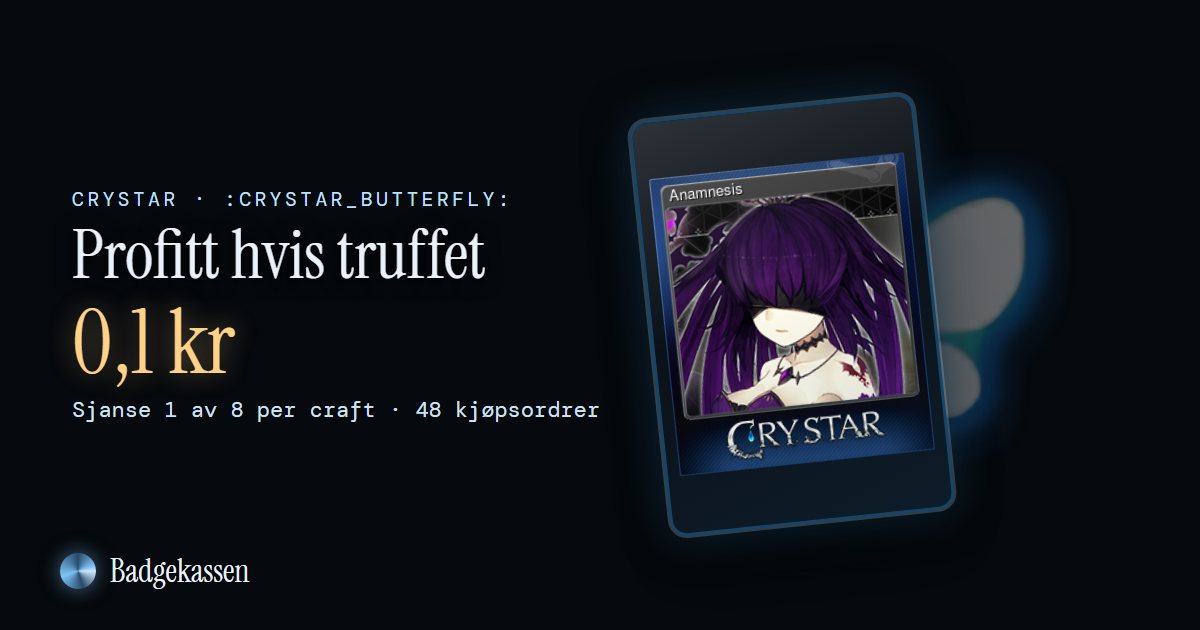 CRYSTAR · :CRYSTAR_BUTTERFLY:
Profitt hvis truffet
0,1 kr
Sjanse 1 av 8 per craft · 48 kjøpsordrer
Badgekassen
Anamnesis
CRYSTAR